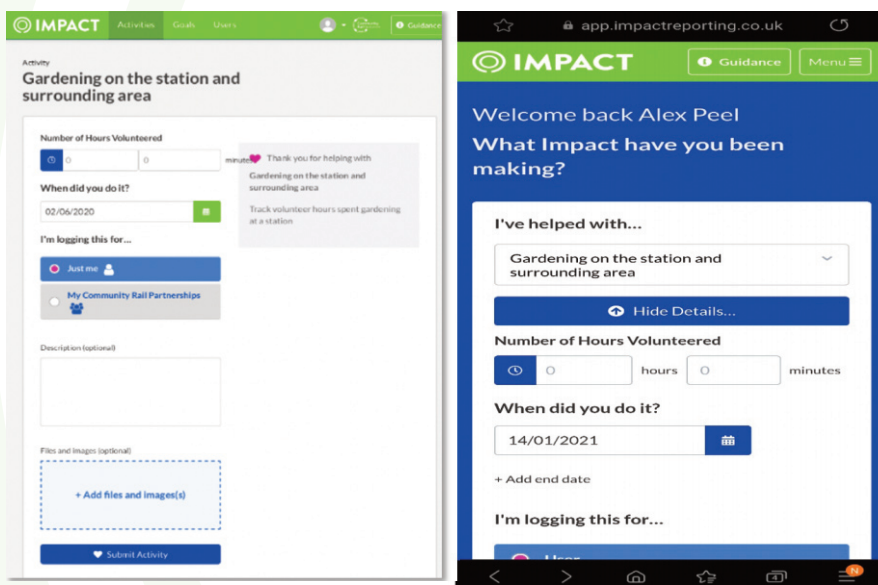 IMPACT
Activities
Goals
Users
Guidance
Activity
Gardening on the station and
surrounding area
Number of Hours Volunteered
0
0
minute
Thank you for helping with
Gardening on the station and
surrounding area
Track volunteer hours spent gardening
at a station
When did you do it?
02/06/2020
I'm logging this for...
Just me
My Community Rail Partnerships
Description (optional)
Files and images (optional)
+ Add files and images(s)
Submit Activity
app.impactreporting.co.uk
IMPACT
Guidance
Menu
Welcome back Alex Peel
What Impact have you been
making?
I've helped with...
Gardening on the station and
surrounding area
Hide Details...
Number of Hours Volunteered
0
hours
0
minutes
When did you do it?
14/01/2021
+ Add end date
I'm logging this for...
User
4
N